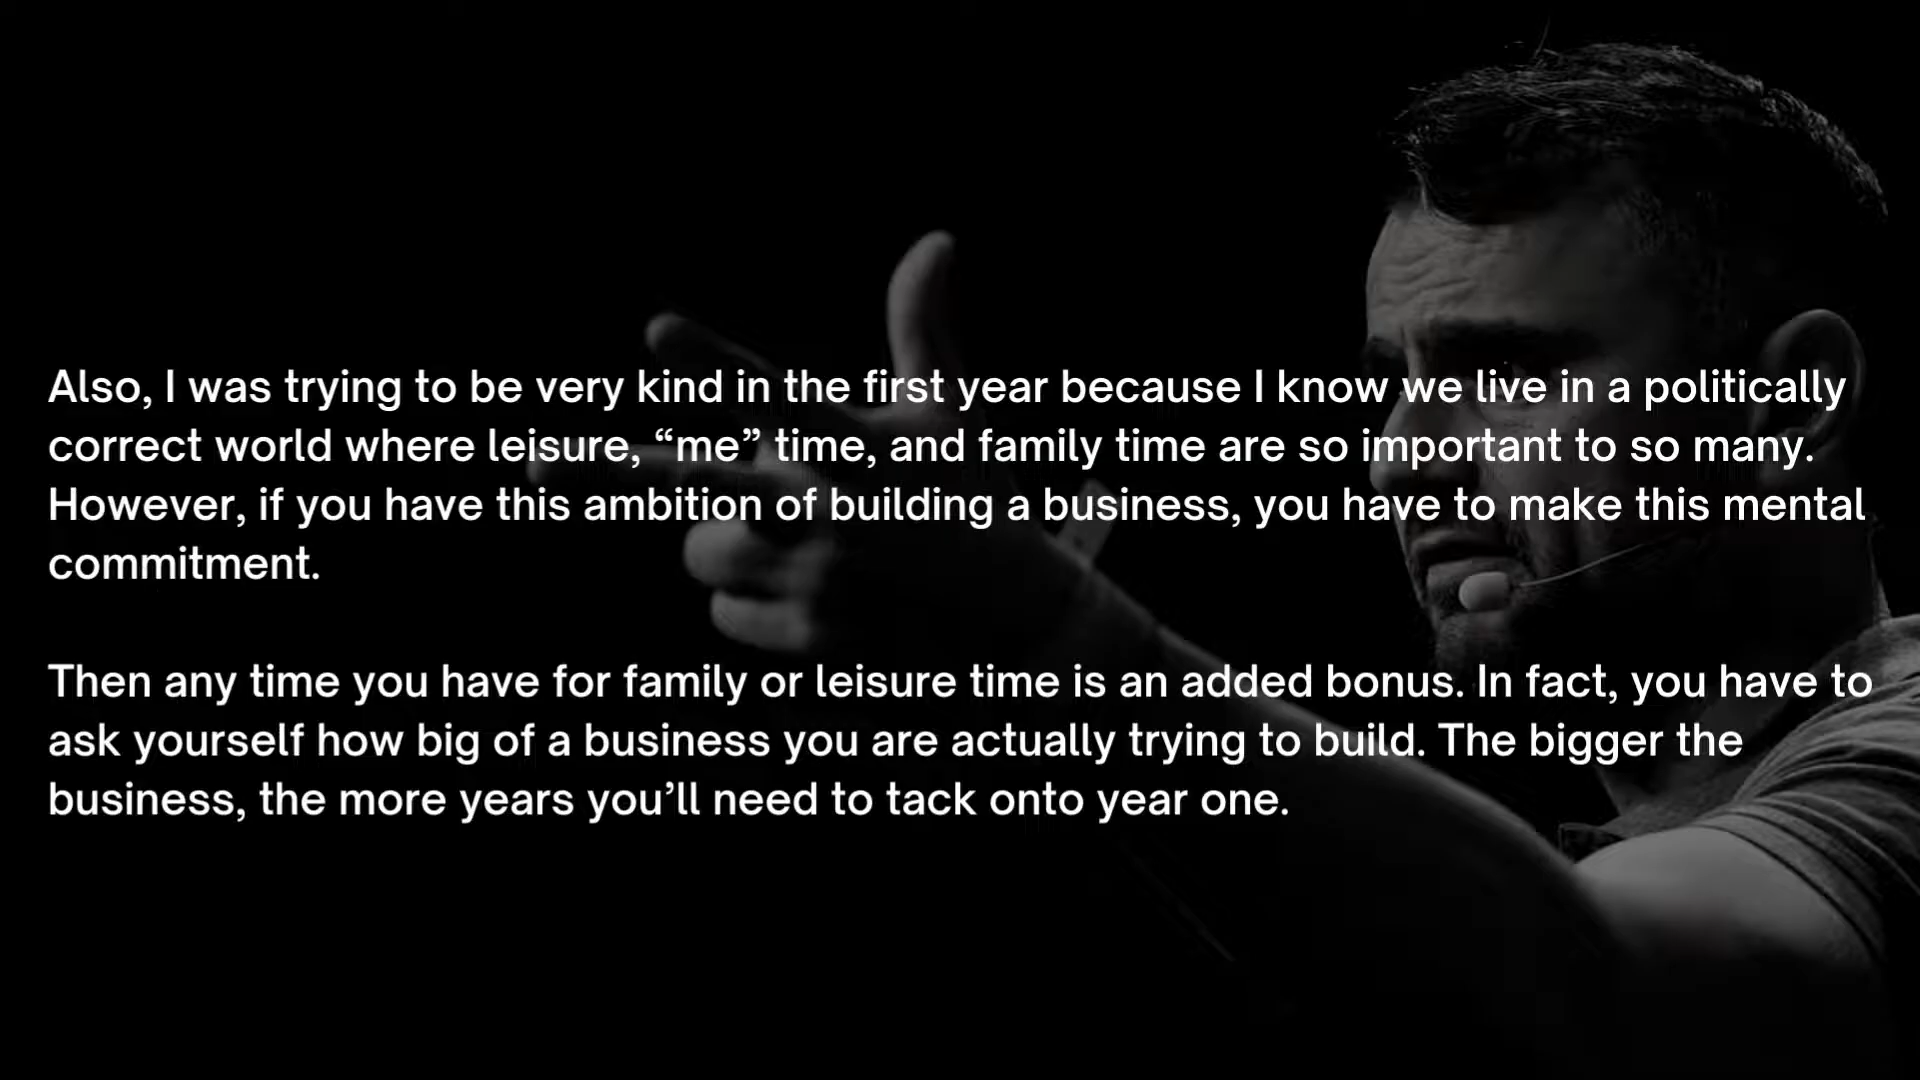 Also, I was trying to be very kind in the first year because I know we live in a politically
correct world where leisure, “me” time, and family time are so important to so many.
However, if you have this ambition of building a business, you have to make this mental
commitment.
Then any time you have for family or leisure time is an added bonus. In fact, you have to
ask yourself how big of a business you are actually trying to build. The bigger the
business, the more years you’ll need to tack onto year one.